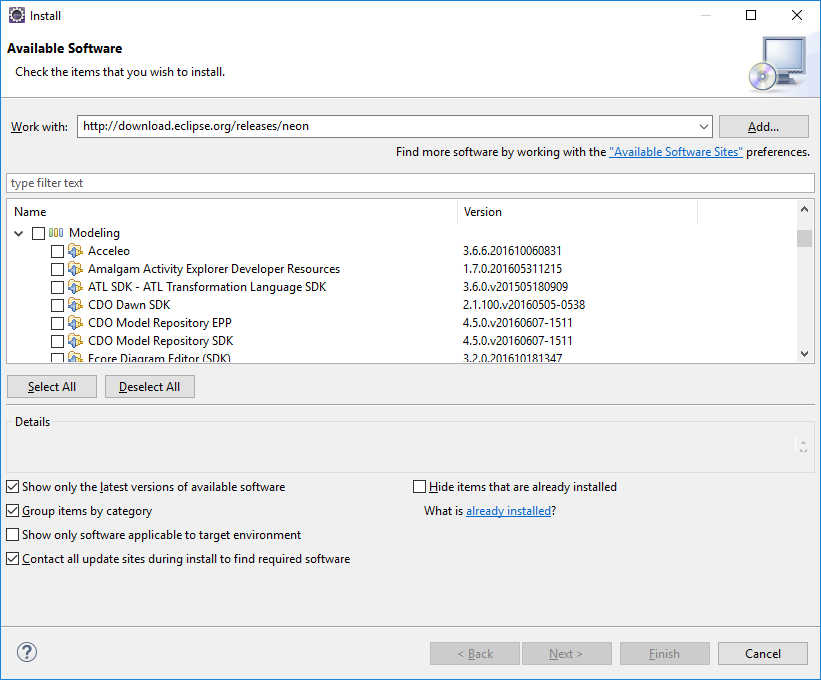 Install
Available Software
Check the items that you wish to install.
Work with: http://download.eclipse.org/releases/neon Add...
Find more software by working with the "Available Software Sites" preferences.
type filter text
Name Version
Modeling
Acceleo 3.6.6.201610060831
Amalgam Activity Explorer Developer Resources 1.7.0.201605311215
ATL SDK - ATL Transformation Language SDK 3.6.0.v201505180909
CDO Dawn SDK 2.1.100.v20160505-0538
CDO Model Repository EPP 4.5.0.v20160607-1511
CDO Model Repository SDK 4.5.0.v20160607-1511
Ecore Diagram Editor (SDK) 3.2.0.201610181347
Select All Deselect All
Details
Show only the latest versions of available software Hide items that are already installed
Group items by category What is already installed?
Show only software applicable to target environment
Contact all update sites during install to find required software
? < Back Next > Finish Cancel